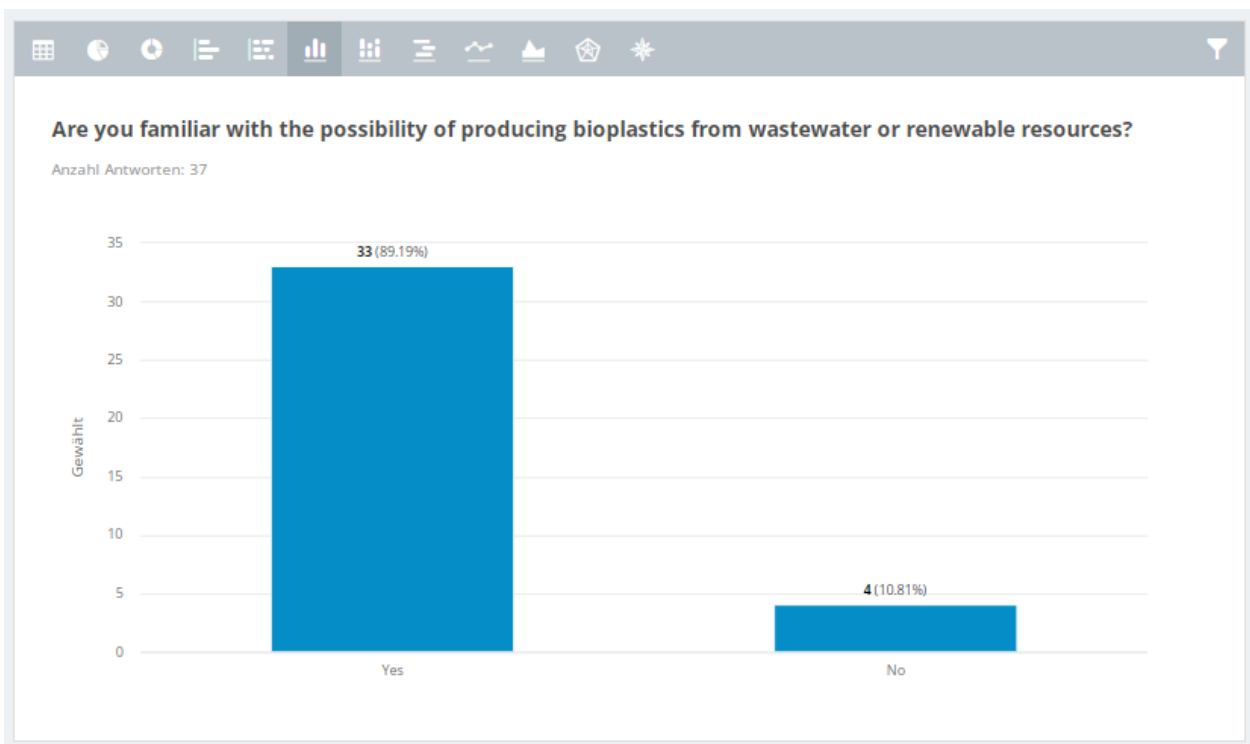 Are you familiar with the possibility of producing bioplastics from wastewater or renewable resources?
Anzahl Antworten: 37
35
33 (89.19%)
30
25
20
Gewählt
15
10
4 (10.81%)
5
0
Yes
No